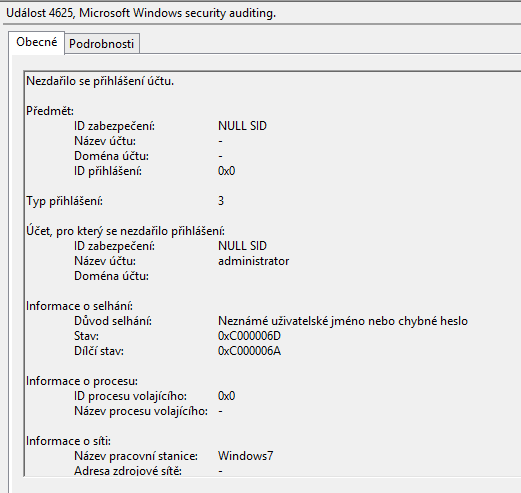 Událost 4625, Microsoft Windows security auditing.
Obecné Podrobnosti
Nezdařilo se přihlášení účtu.
Předmět:
ID zabezpečení: NULL SID
Název účtu: -
Doména účtu: -
ID přihlášení: 0x0
Typ přihlášení: 3
Účet, pro který se nezdařilo přihlášení:
ID zabezpečení: NULL SID
Název účtu: administrator
Doména účtu:
Informace o selhání:
Důvod selhání: Neznámé uživatelské jméno nebo chybné heslo
Stav: 0xC000006D
Dílčí stav: 0xC000006A
Informace o procesu:
ID procesu volajícího: 0x0
Název procesu volajícího: -
Informace o síti:
Název pracovní stanice: Windows7
Adresa zdrojové sítě: -